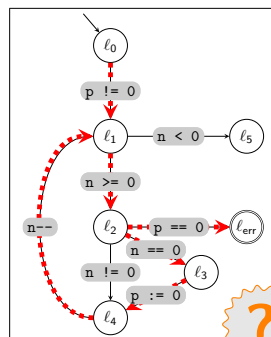 ℓ0
p != 0
ℓ1
n < 0
ℓ5
n >= 0
ℓ2
p == 0
ℓerr
n == 0
n--
n != 0
ℓ3
p := 0
ℓ4
?